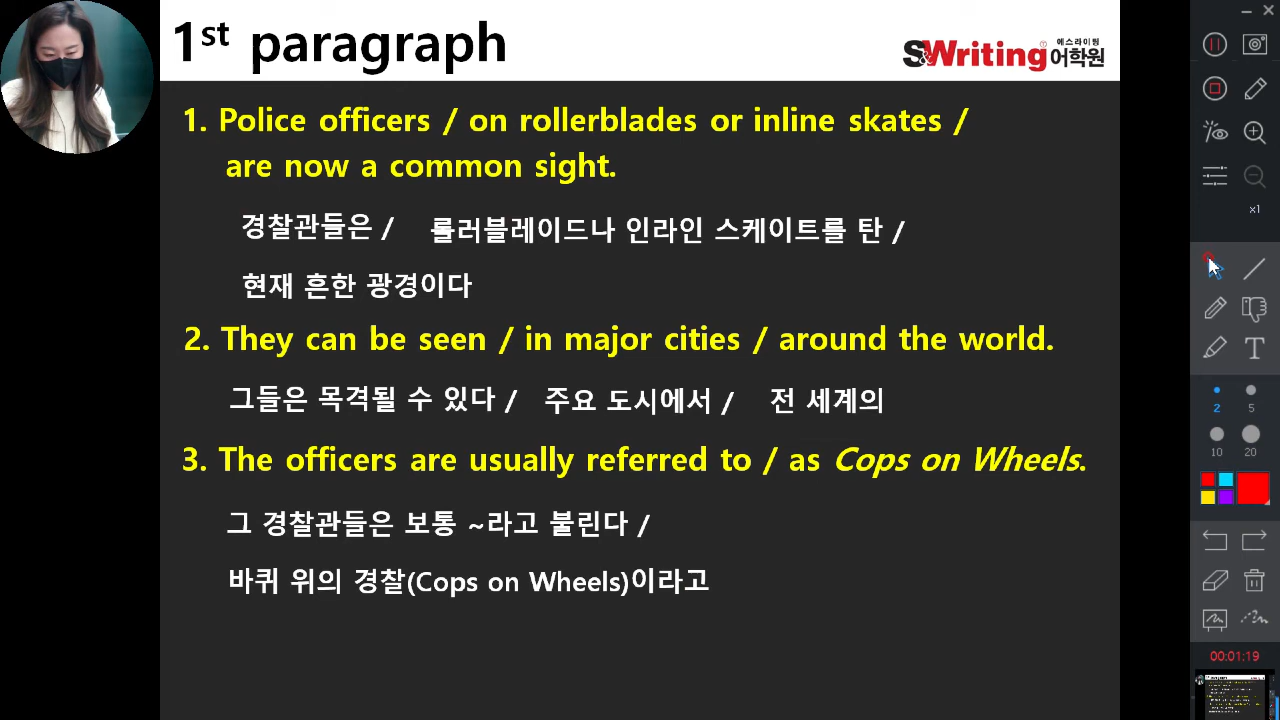 1st paragraph
S&Writing 어학원
에스라이팅
1. Police officers / on rollerblades or inline skates /
are now a common sight.
경찰관들은 / 롤러블레이드나 인라인 스케이트를 탄 /
현재 흔한 광경이다
2. They can be seen / in major cities / around the world.
그들은 목격될 수 있다 / 주요 도시에서 / 전 세계의
3. The officers are usually referred to / as Cops on Wheels.
그 경찰관들은 보통 ~라고 불린다 /
바퀴 위의 경찰(Cops on Wheels)이라고
x1
T
2 5
10 20
00:01:19